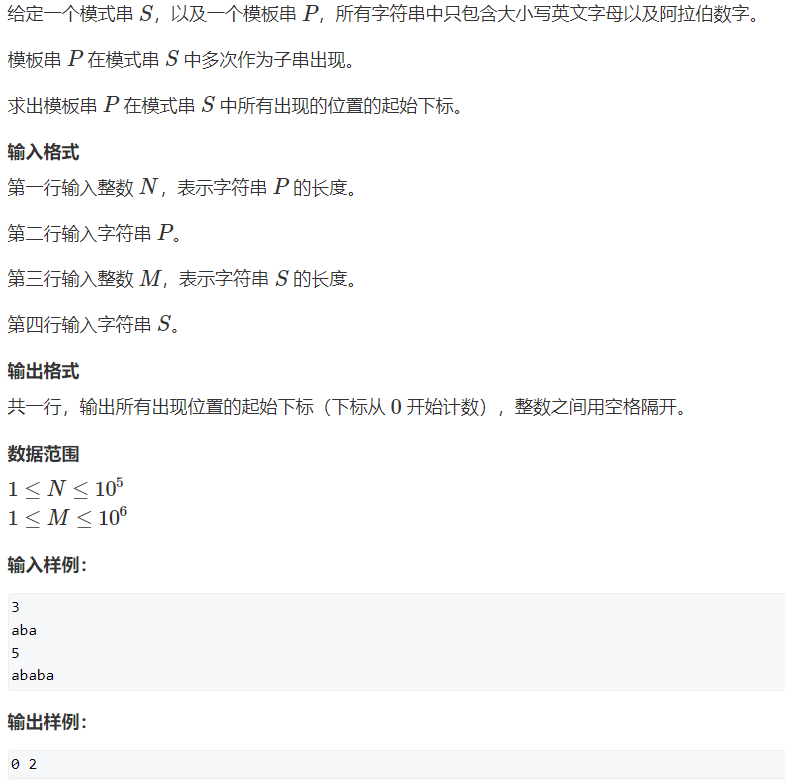 给定一个模式串 S，以及一个模板串 P，所有字符串中只包含大小写英文字母以及阿拉伯数字。
模板串 P 在模式串 S 中多次作为子串出现。
求出模板串 P 在模式串 S 中所有出现的位置的起始下标。
输入格式
第一行输入整数 N，表示字符串 P 的长度。
第二行输入字符串 P。
第三行输入整数 M，表示字符串 S 的长度。
第四行输入字符串 S。
输出格式
共一行，输出所有出现位置的起始下标（下标从 0 开始计数），整数之间用空格隔开。
数据范围
1 ≤ N ≤ 10⁵
1 ≤ M ≤ 10⁶
输入样例：
3
aba
5
ababa
输出样例：
0 2